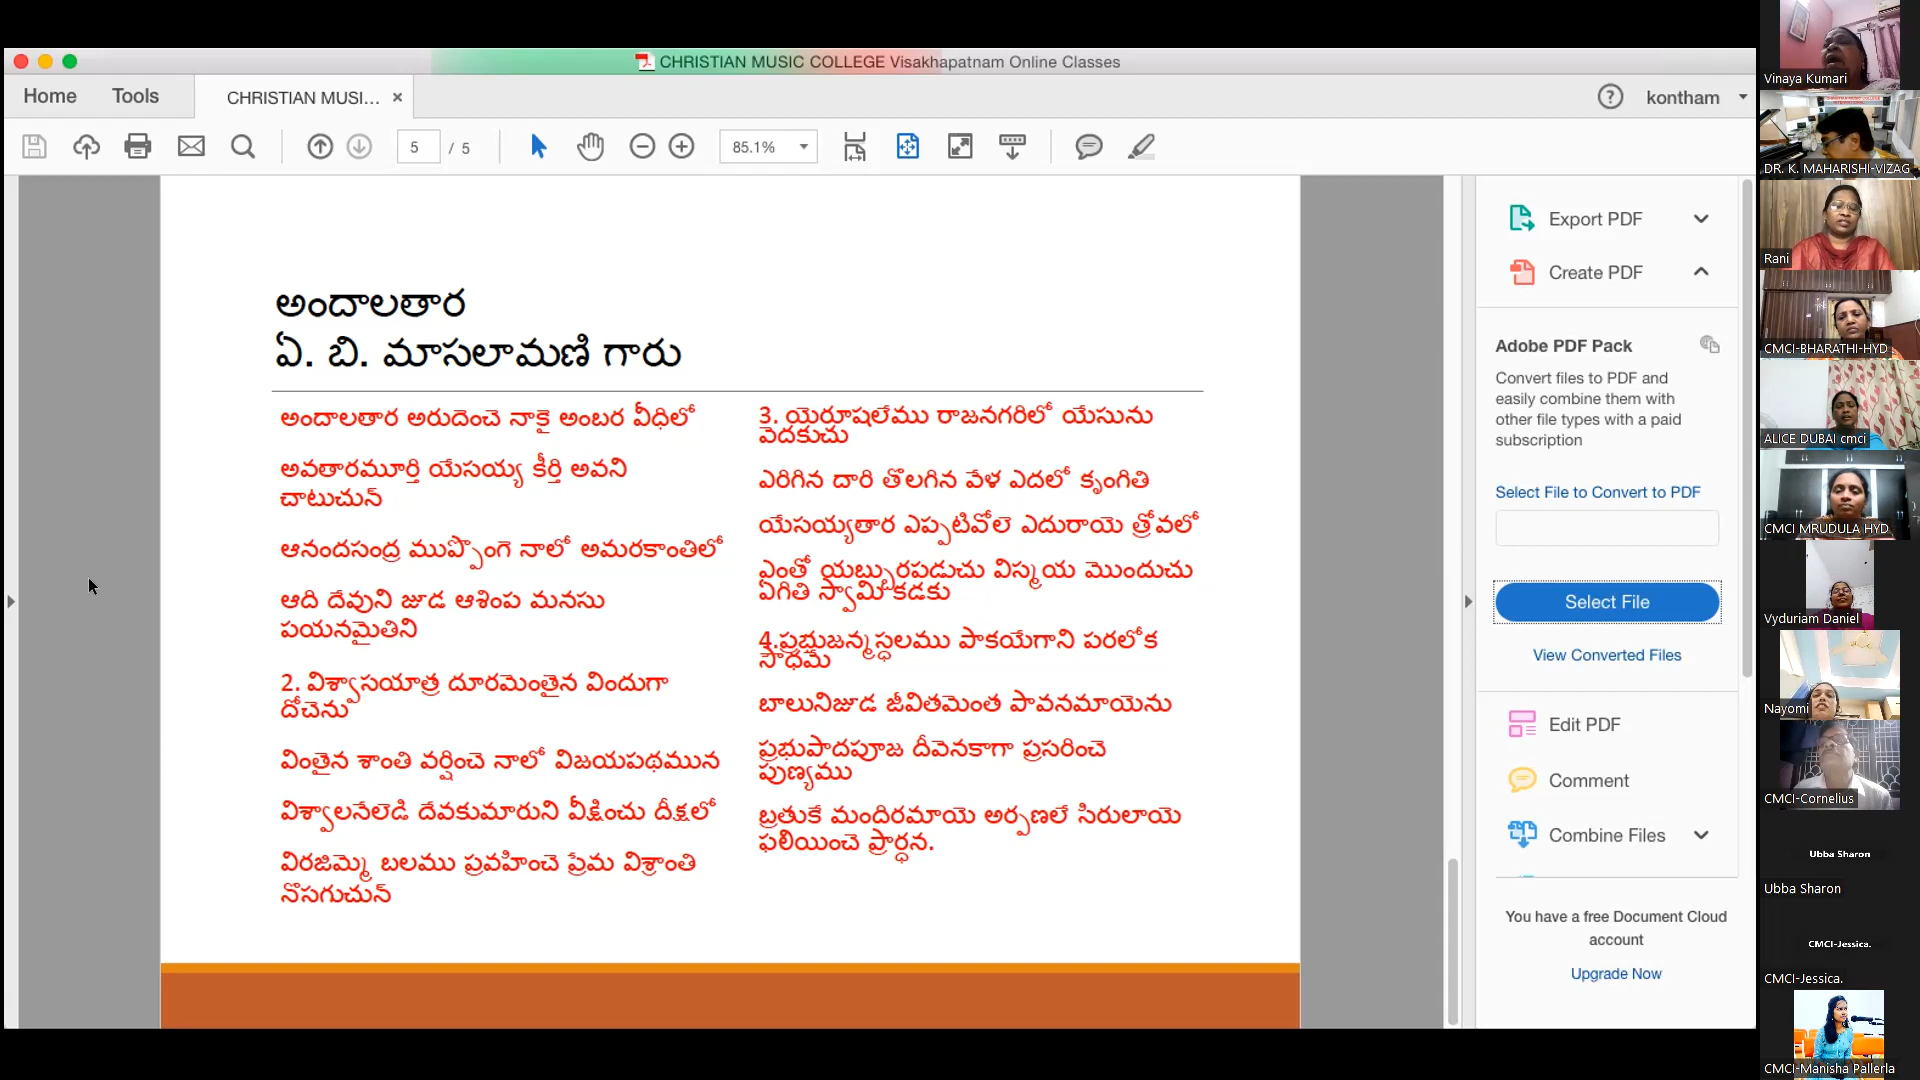 CHRISTIAN MUSIC COLLEGE Visakhapatnam Online Classes
Home
Tools
CHRISTIAN MUSI...
kontham
5
/ 5
85.1%
అందాలతార
ఏ. బి. మాసలామణి గారు
అందాలతార అరుదెంచె నాకై అంబర వీధిలో
అవతారమూర్తి యేసయ్య కీర్తి అవని
చాటుచున్
ఆనందసంద్ర ముప్పొంగె నాలో అమరకాంతిలో
ఆది దేవుని జూడ ఆశింప మనసు
పయనమైతిని
2. విశ్వాసయాత్ర దూరమెంతైన విందుగా
దోచెను
వింతైన శాంతి వర్షించె నాలో విజయపథమున
విశ్వాలనేలెడి దేవకుమారుని వీక్షించు దీక్షలో
విరజిమ్మె బలము ప్రవహించె ప్రేమ విశ్రాంతి
నొసగుచున్
3. యెరూషలేము రాజనగరిలో యేసును
వెదకుచు
ఎరిగిన దారి తొలగిన వేళ ఎదలో కృంగితి
యేసయ్యతార ఎప్పటివోలె ఎదురాయె త్రోవలో
ఎంతో యబ్బురపడుచు విస్మయ మొందుచు
ఏగితి స్వామి కడకు
4.ప్రభుజన్మస్ధలము పాకయేగాని పరలోక
సౌధమే
బాలునిజూడ జీవితమెంత పావనమాయెను
ప్రభుపాదపూజ దీవెనకాగా ప్రసరించె
పుణ్యము
బ్రతుకే మందిరమాయె అర్పణలే సిరులాయె
ఫలియించె ప్రార్ధన.
Export PDF
Create PDF
Adobe PDF Pack
Convert files to PDF and
easily combine them with
other file types with a paid
subscription
Select File to Convert to PDF
Select File
View Converted Files
Edit PDF
Comment
Combine Files
You have a free Document Cloud
account
Upgrade Now
Vinaya Kumari
DR. K. MAHARISHI-VIZAG
Rani
CMCI-BHARATHI-HYD
ALICE DUBAI cmci
CMCI MRUDULA HYD
Vyduriam Daniel
Nayomi
CMCI-Cornelius
Ubba Sharon
Ubba Sharon
CMCI-Jessica.
CMCI-Jessica.
CMCI-Manisha Pallerla